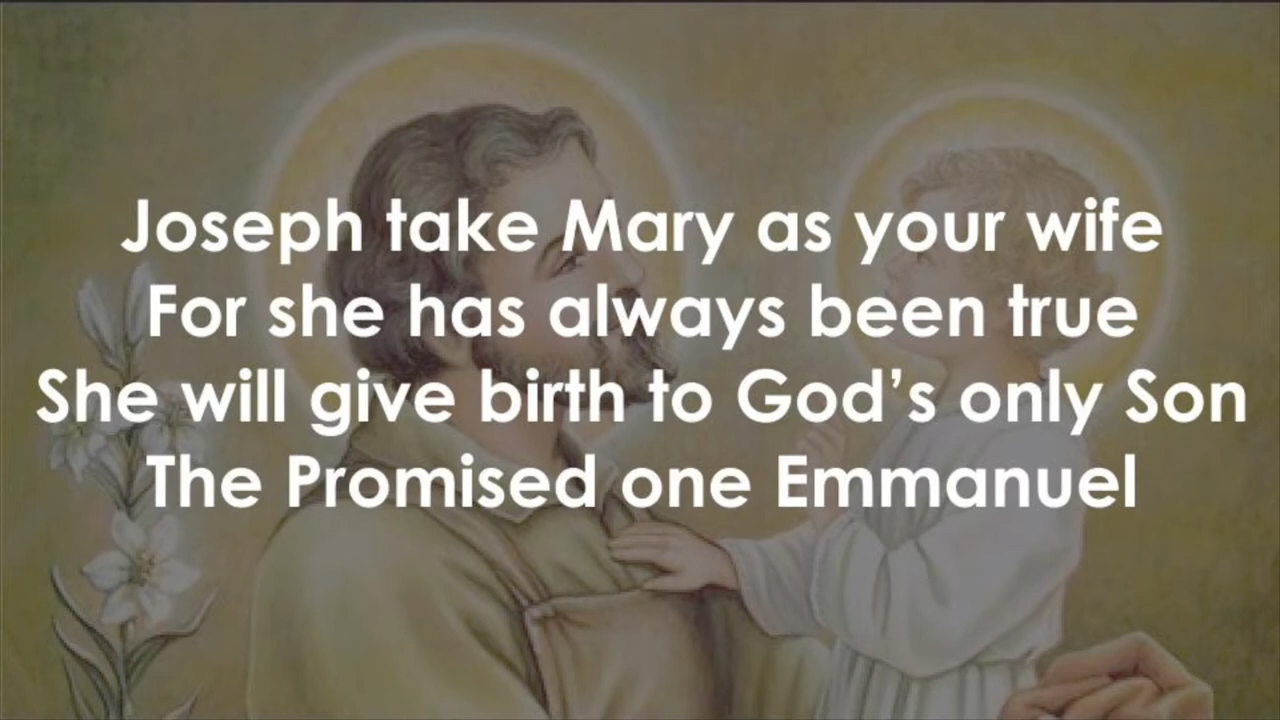 Joseph take Mary as your wife
For she has always been true
She will give birth to God’s only Son
The Promised one Emmanuel